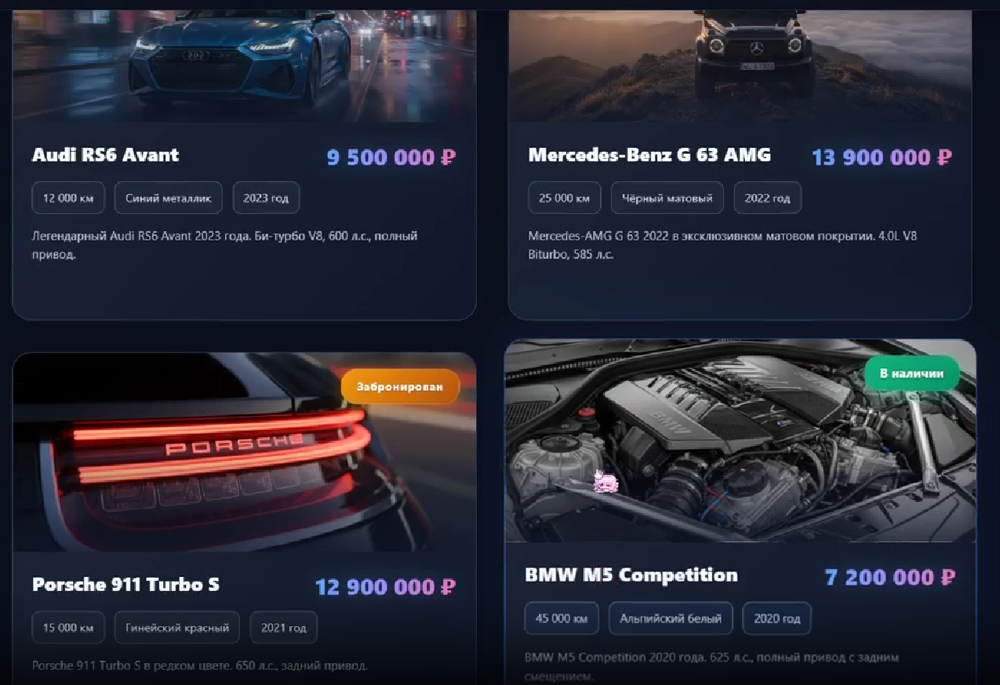 Audi RS6 Avant
9 500 000 ₽
12 000 км
Синий металлик
2023 год
Легендарный Audi RS6 Avant 2023 года. Би-турбо V8, 600 л.с., полный
привод.
Mercedes-Benz G 63 AMG
13 900 000 ₽
25 000 км
Чёрный матовый
2022 год
Mercedes-AMG G 63 2022 в эксклюзивном матовом покрытии. 4.0L V8
Biturbo, 585 л.с.
Забронирован
PORSCHE
Porsche 911 Turbo S
12 900 000 ₽
15 000 км
Гинейский красный
2021 год
Porsche 911 Turbo S в редком цвете. 650 л.с., задний привод.
В наличии
BMW
BMW M5 Competition
7 200 000 ₽
45 000 км
Альпийский белый
2020 год
BMW M5 Competition 2020 года. 625 л.с., полный привод с задним
смещением.